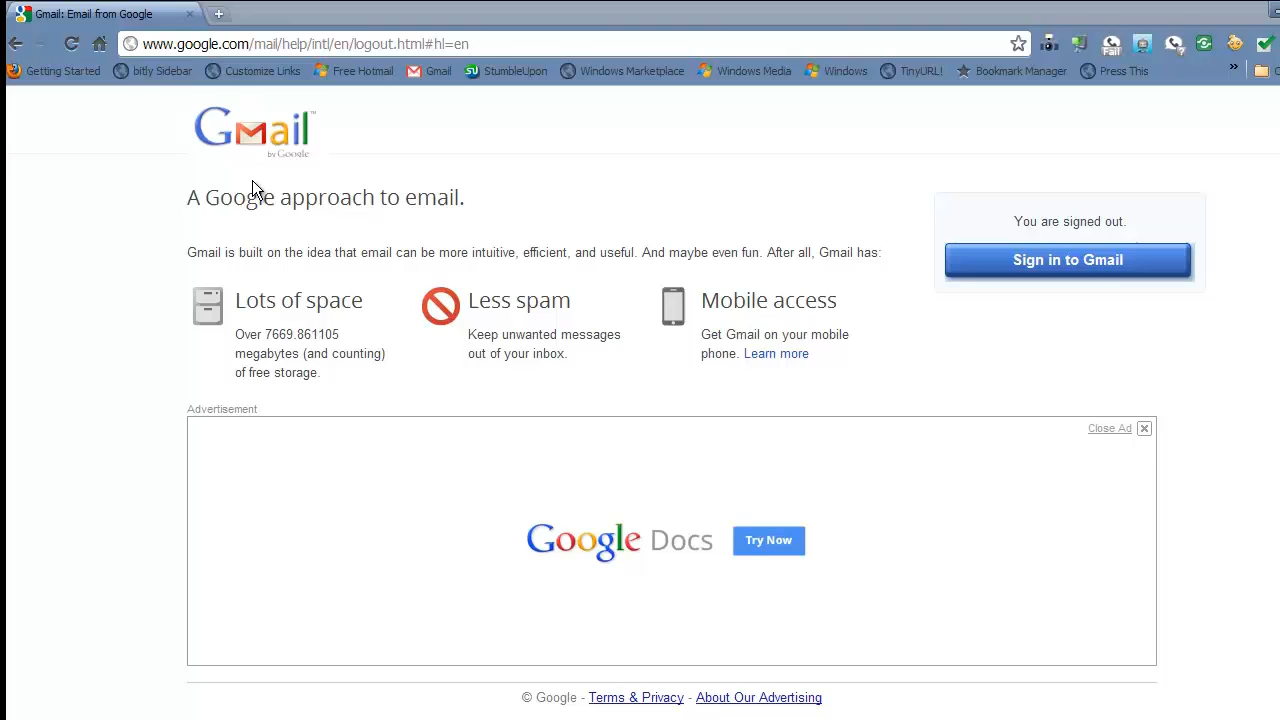 Gmail: Email from Google
www.google.com/mail/help/intl/en/logout.html#hl=en
Getting Started bitly Sidebar Customize Links Free Hotmail Gmail StumbleUpon Windows Marketplace Windows Media Windows TinyURL! Bookmark Manager Press This »
Gmail™
by Google
A Google approach to email.
You are signed out.
Gmail is built on the idea that email can be more intuitive, efficient, and useful. And maybe even fun. After all, Gmail has:
Sign in to Gmail
Lots of space
Over 7669.861105
megabytes (and counting)
of free storage.
Less spam
Keep unwanted messages
out of your inbox.
Mobile access
Get Gmail on your mobile
phone. Learn more
Advertisement
Close Ad
Google Docs Try Now
© Google - Terms & Privacy - About Our Advertising